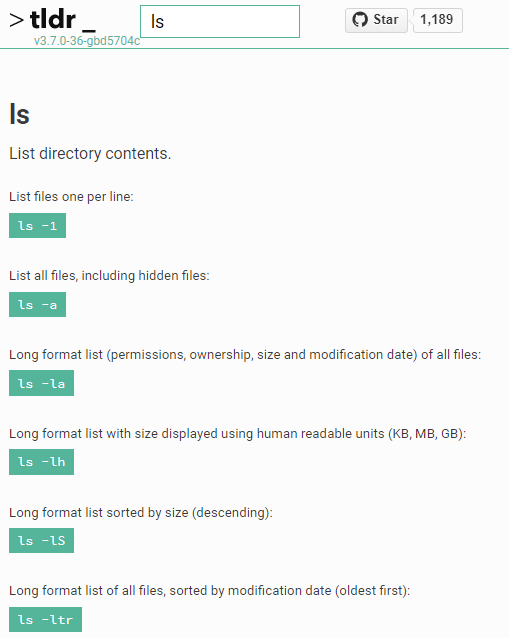 > tldr _
v3.7.0-36-gbd5704c
ls
Star
1,189
ls
List directory contents.
List files one per line:
ls -1
List all files, including hidden files:
ls -a
Long format list (permissions, ownership, size and modification date) of all files:
ls -la
Long format list with size displayed using human readable units (KB, MB, GB):
ls -lh
Long format list sorted by size (descending):
ls -lS
Long format list of all files, sorted by modification date (oldest first):
ls -ltr